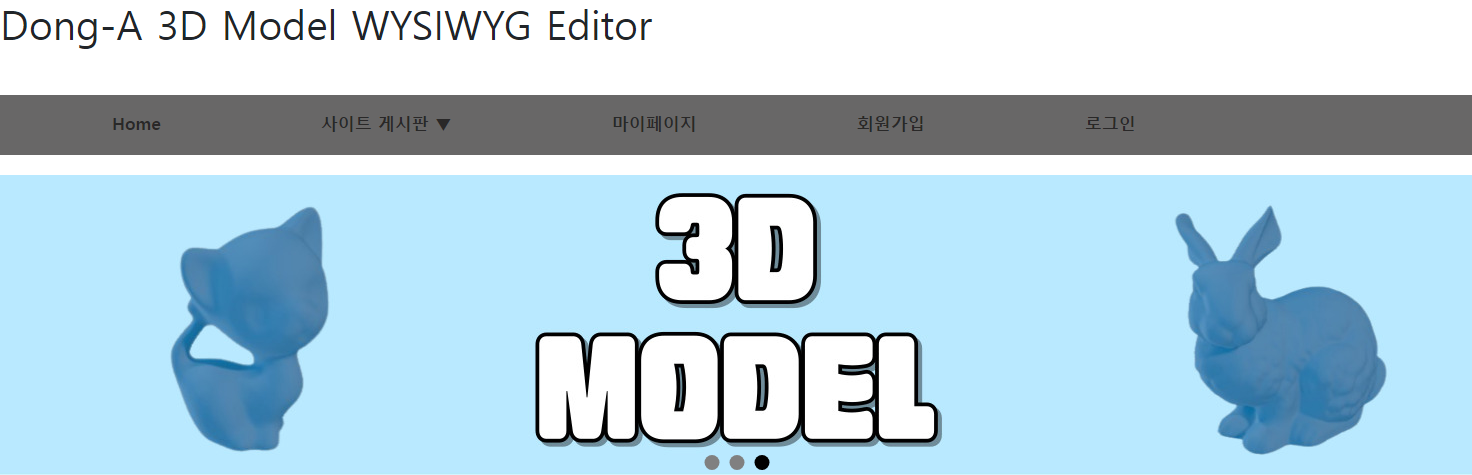 Dong-A 3D Model WYSIWYG Editor
Home 사이트 게시판 ▼ 마이페이지 회원가입 로그인
3D
MODEL